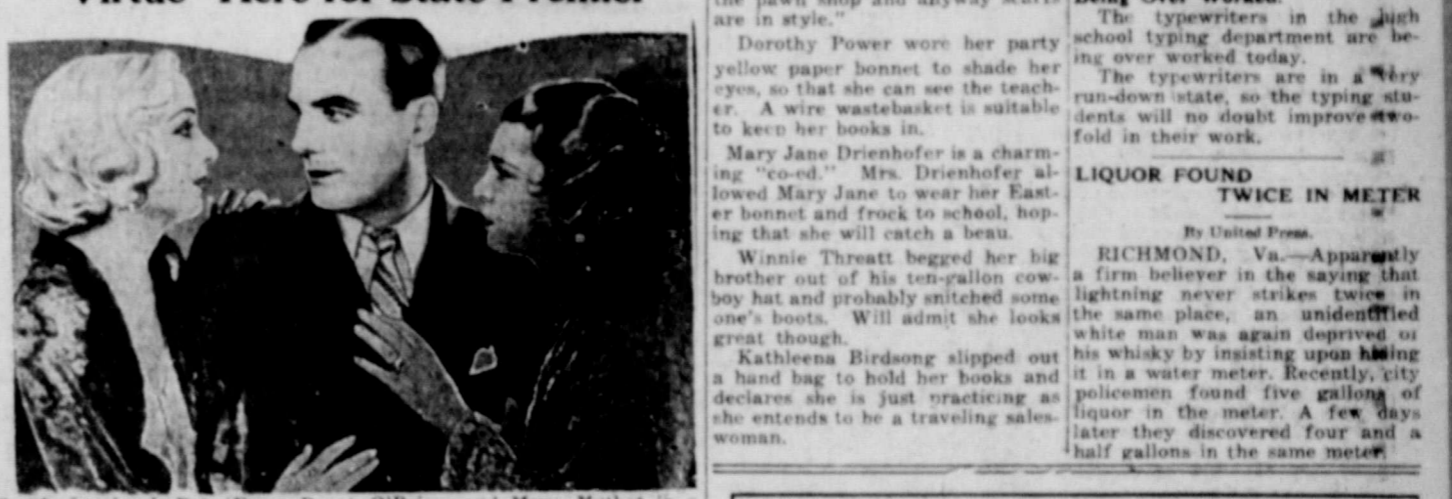 Virtue" Here for State Premier
the pawn shop and anyway scarfs
are in style."
Dorothy Power wore her party
yellow paper bonnet to shade her
eyes, so that she can see the teach-
er. A wire wastebasket is suitable
to keep her books in.
Mary Jane Drienhofer is a charm-
ing "co-ed." Mrs. Drienhofer al-
lowed Mary Jane to wear her East-
er bonnet and frock to school, hop-
ing that she will catch a beau.
Winnie Threatt begged her big
brother out of his ten-gallon cow-
boy hat and probably snitched some
one's boots. Will admit she looks
great though.
Kathleena Birdsong slipped out
a hand bag to hold her books and
declares she is just practicing as
she entends to be a traveling sales-
woman.
Being Over Worked.
The typewriters in the high
school typing department are be-
ing over worked today.
The typewriters are in a very
run-down state, so the typing stu-
dents will no doubt improve two-
fold in their work.
LIQUOR FOUND
TWICE IN METER
By United Press.
RICHMOND, Va.—Apparently
a firm believer in the saying that
lightning never strikes twice in
the same place, an unidentified
white man was again deprived of
his whisky by insisting upon hiding
it in a water meter. Recently, city
policemen found five gallons of
liquor in the meter. A few days
later they discovered four and a
half gallons in the same meter.